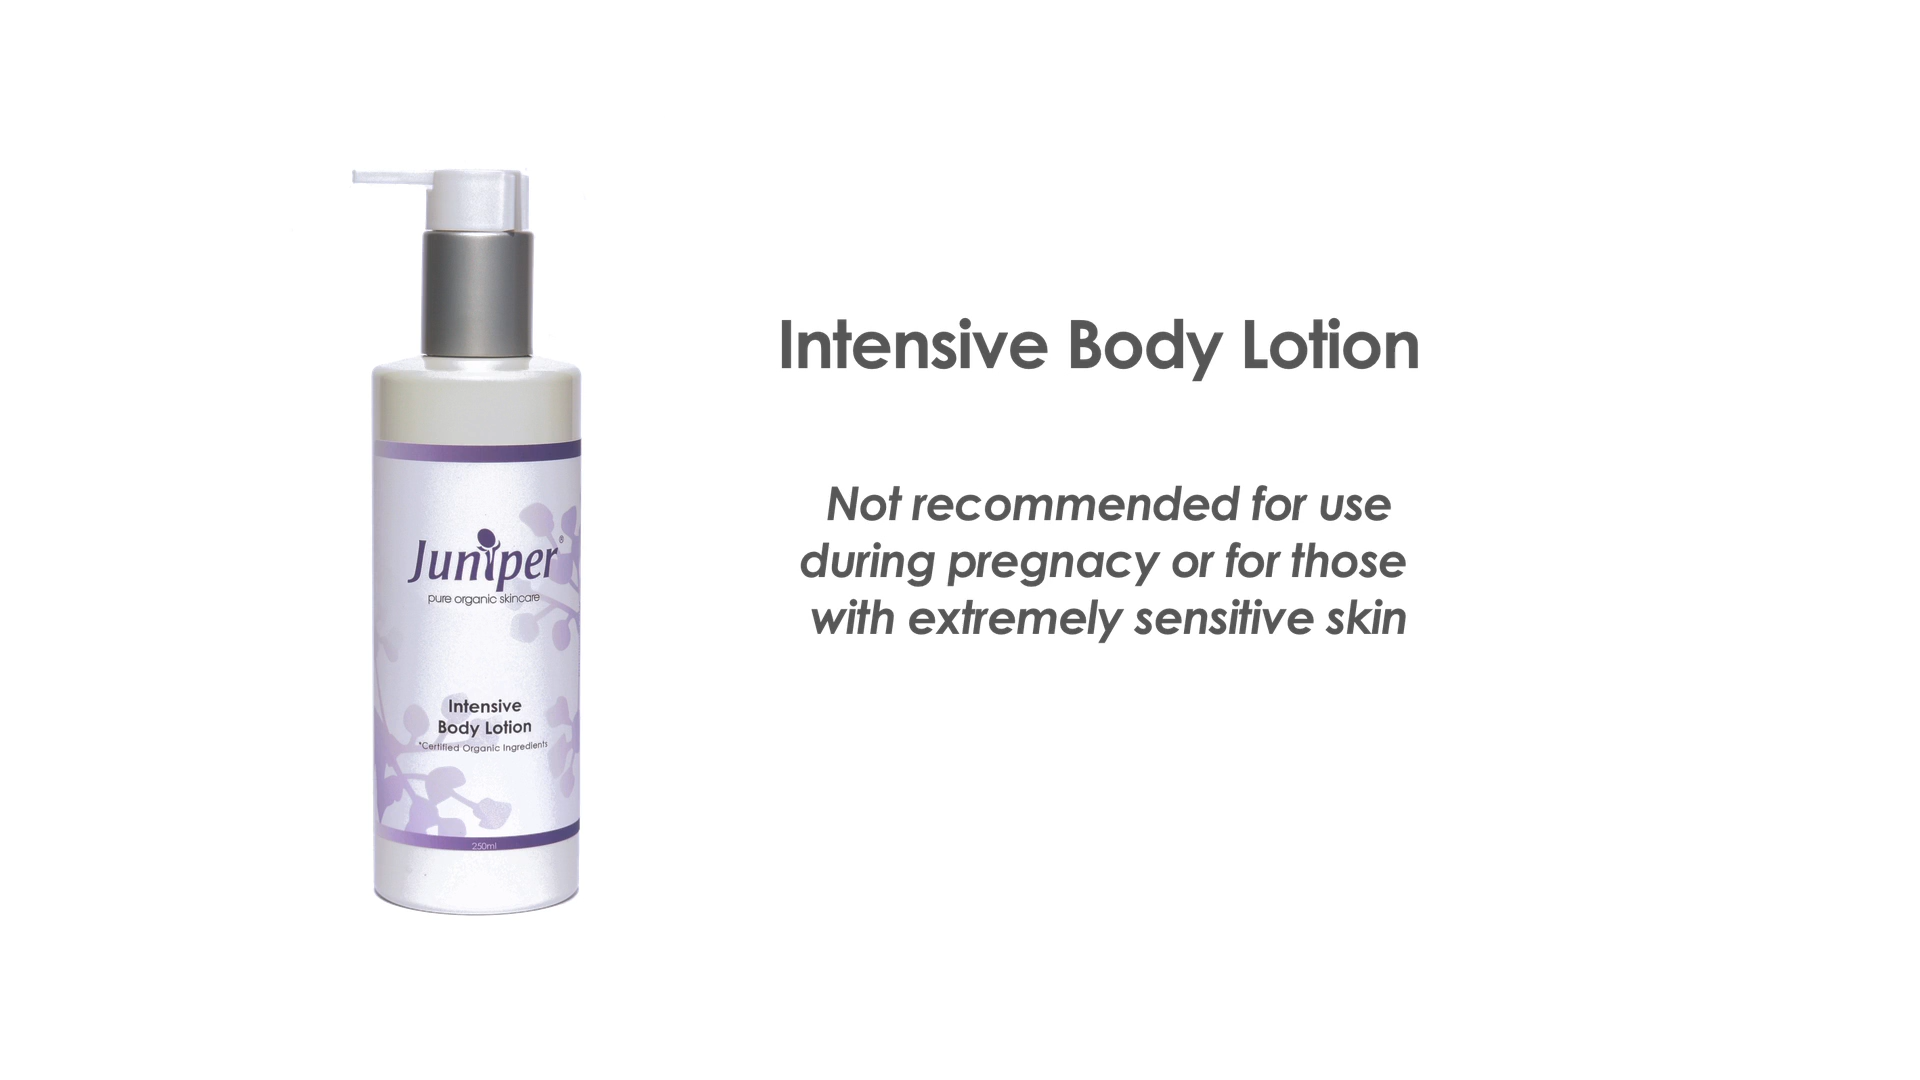 Juniper®
pure organic skincare
Intensive
Body Lotion
*Certified Organic Ingredients
250ml
Intensive Body Lotion
Not recommended for use
during pregnacy or for those
with extremely sensitive skin